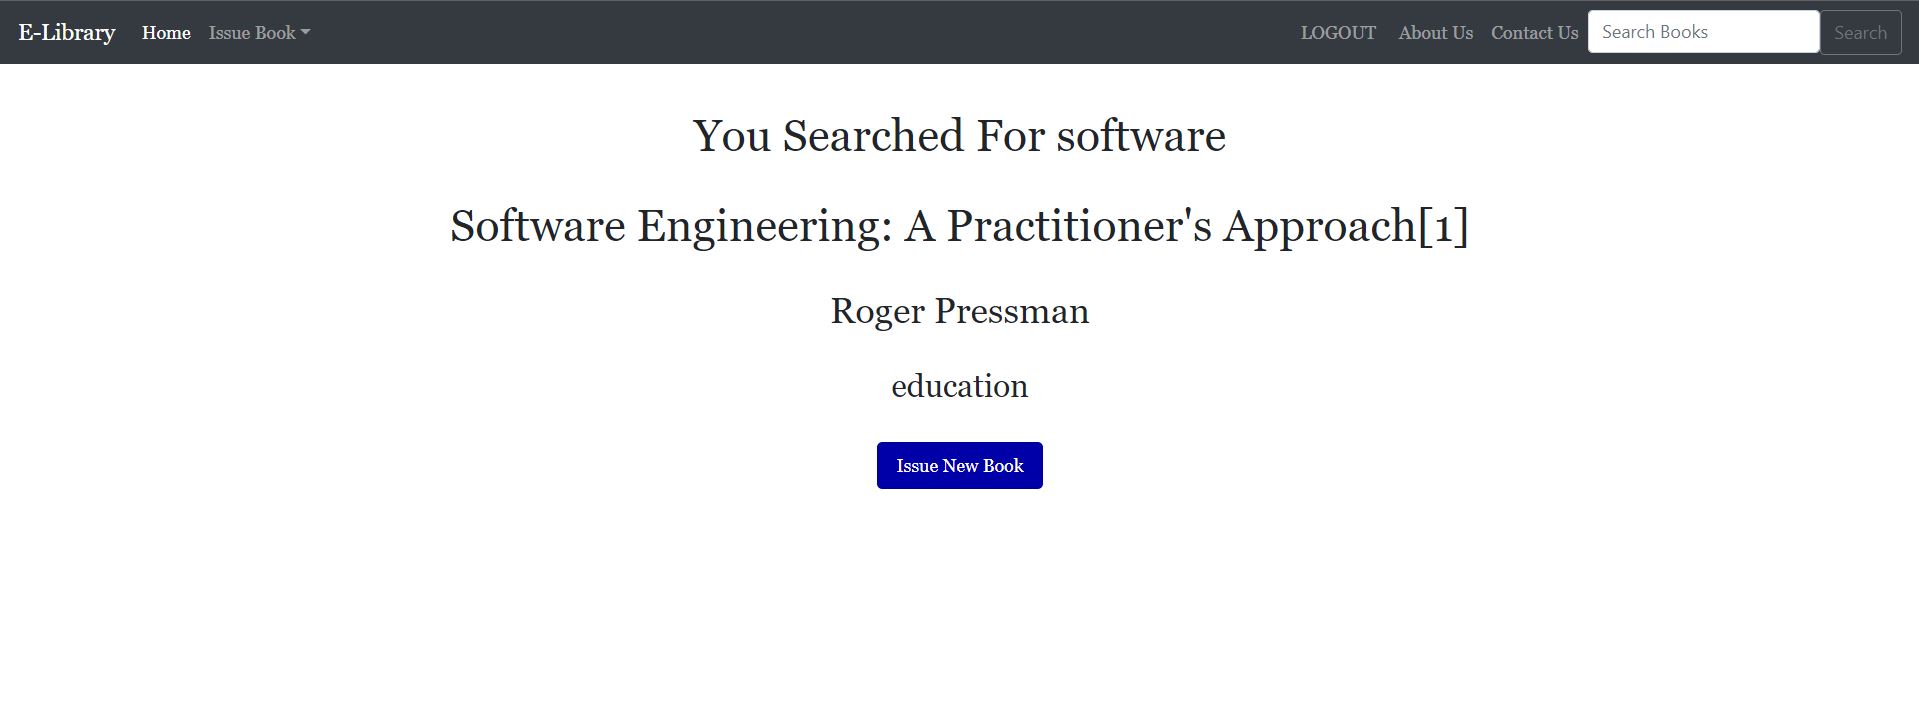 E-Library Home Issue Book LOGOUT About Us Contact Us Search Books Search
You Searched For software
Software Engineering: A Practitioner's Approach[1]
Roger Pressman
education
Issue New Book